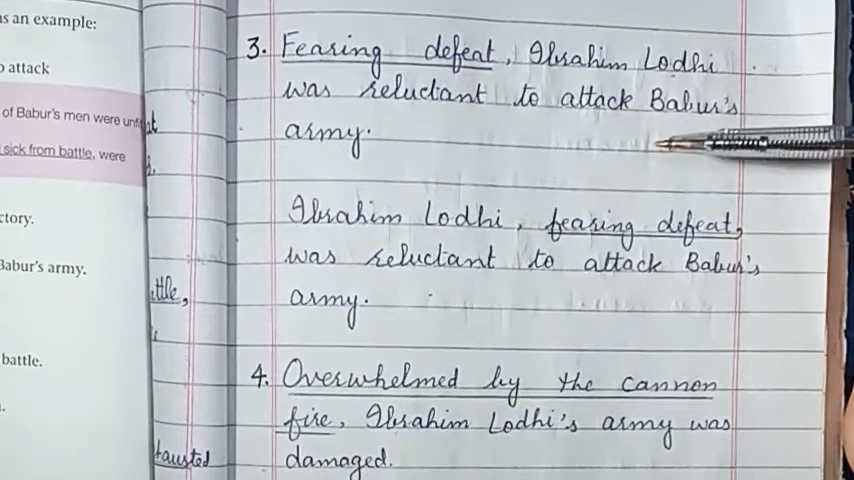 s an example:
attack
of Babur's men were unfit
sick from battle, were
ctory.
Babur's army.
battle.
ttle,
hausted
3. Fearing defeat, Ibrahim Lodhi
was reluctant to attack Babur's
army.
Ibrahim Lodhi, fearing defeat,
was reluctant to attack Babur's
army.
4. Overwhelmed by the cannon
fire, Ibrahim Lodhi's army was
damaged.